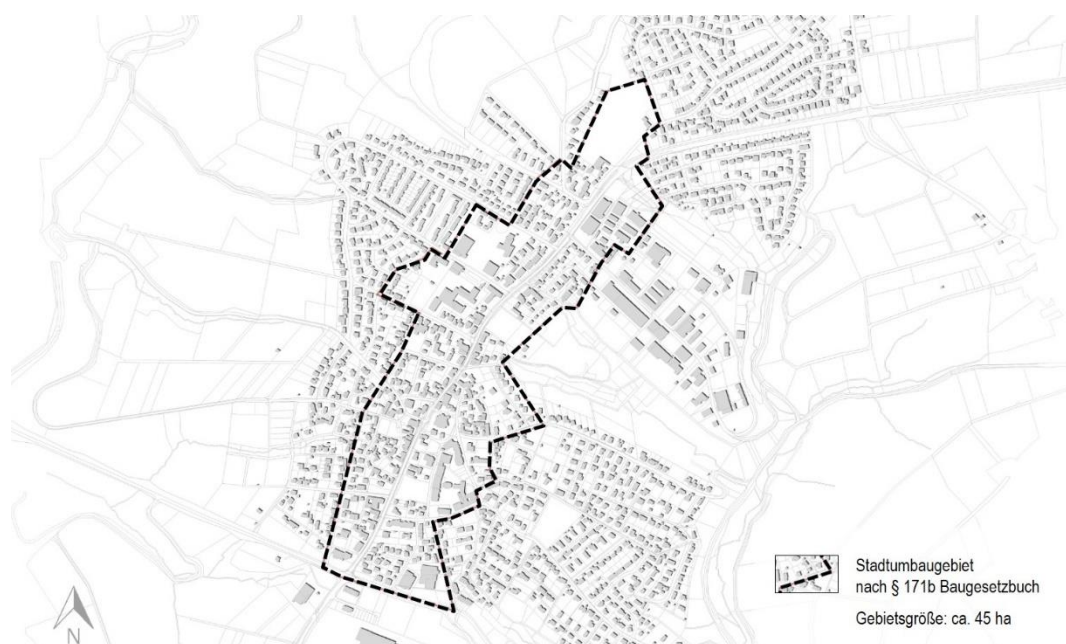 Stadtumbaugebiet
nach § 171b Baugesetzbuch
Gebietsgröße: ca. 45 ha
N